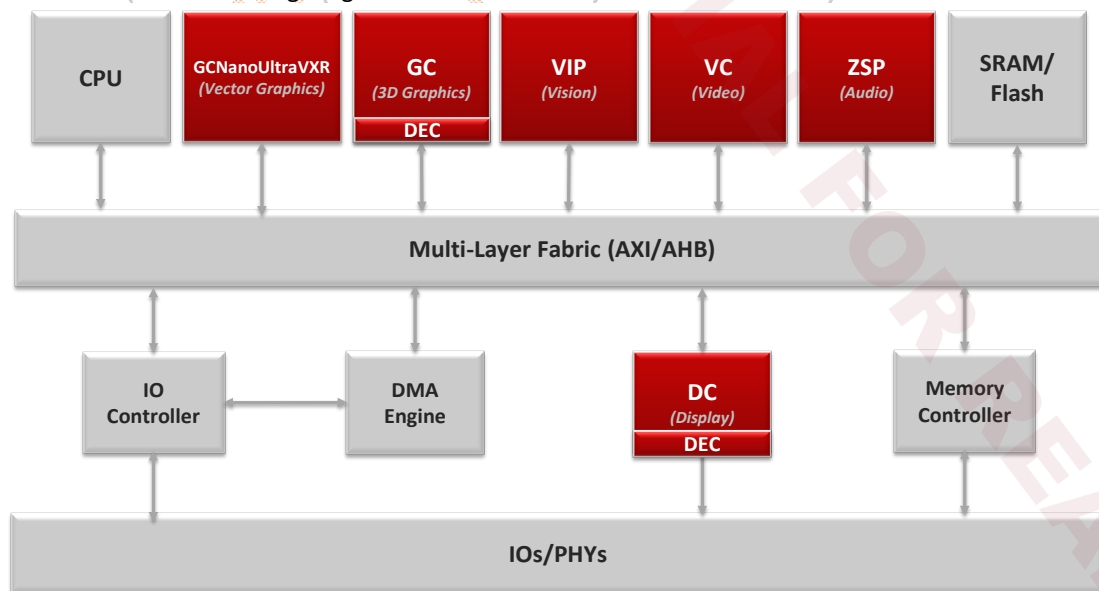 CPU
GCNanoUltraVXR
(Vector Graphics)
GC
(3D Graphics)
DEC
VIP
(Vision)
VC
(Video)
ZSP
(Audio)
SRAM/
Flash
Multi-Layer Fabric (AXI/AHB)
IO
Controller
DMA
Engine
DC
(Display)
DEC
Memory
Controller
IOs/PHYs
FOR